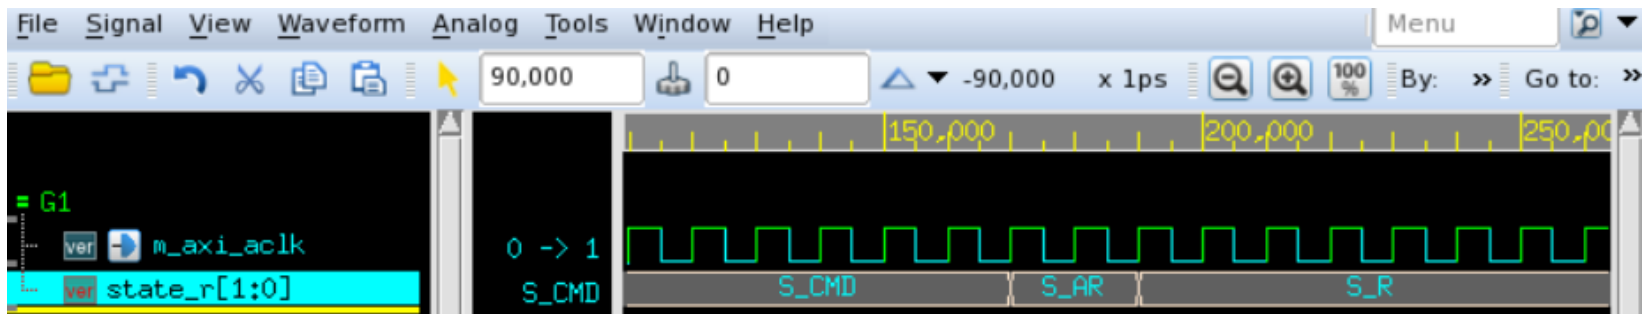 File Signal View Waveform Analog Tools Window Help Menu
90,000 0 -90,000 x 1ps 100 % By: » Go to: »
150,000 200,000 250,00
= G1
ver m_axi_aclk 0 -> 1
ver state_r[1:0] S_CMD S_CMD S_AR S_R